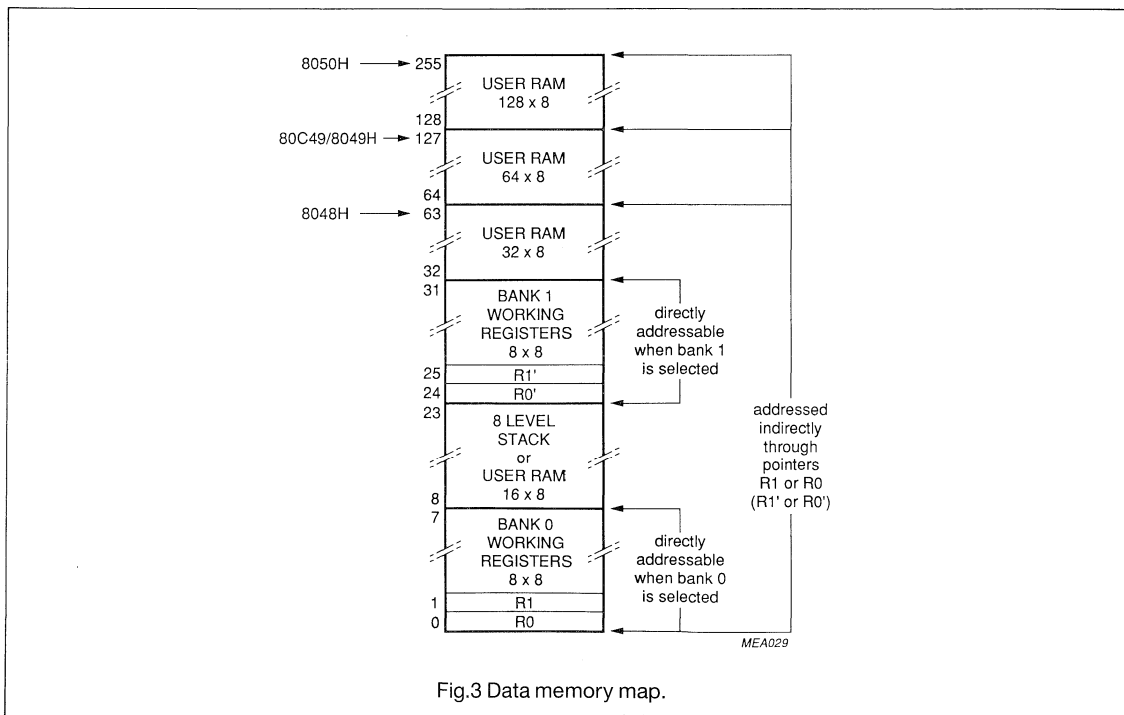 8050H
255
USER RAM
128 x 8
128
80C49/8049H
127
USER RAM
64 x 8
64
8048H
63
USER RAM
32 x 8
32
31
BANK 1
WORKING
REGISTERS
8 x 8
directly
addressable
when bank 1
is selected
25
R1'
24
R0'
23
8 LEVEL
STACK
or
USER RAM
16 x 8
8
addressed
indirectly
through
pointers
R1 or R0
(R1' or R0')
7
BANK 0
WORKING
REGISTERS
8 x 8
directly
addressable
when bank 0
is selected
1
R1
0
R0
MEA029
Fig.3 Data memory map.